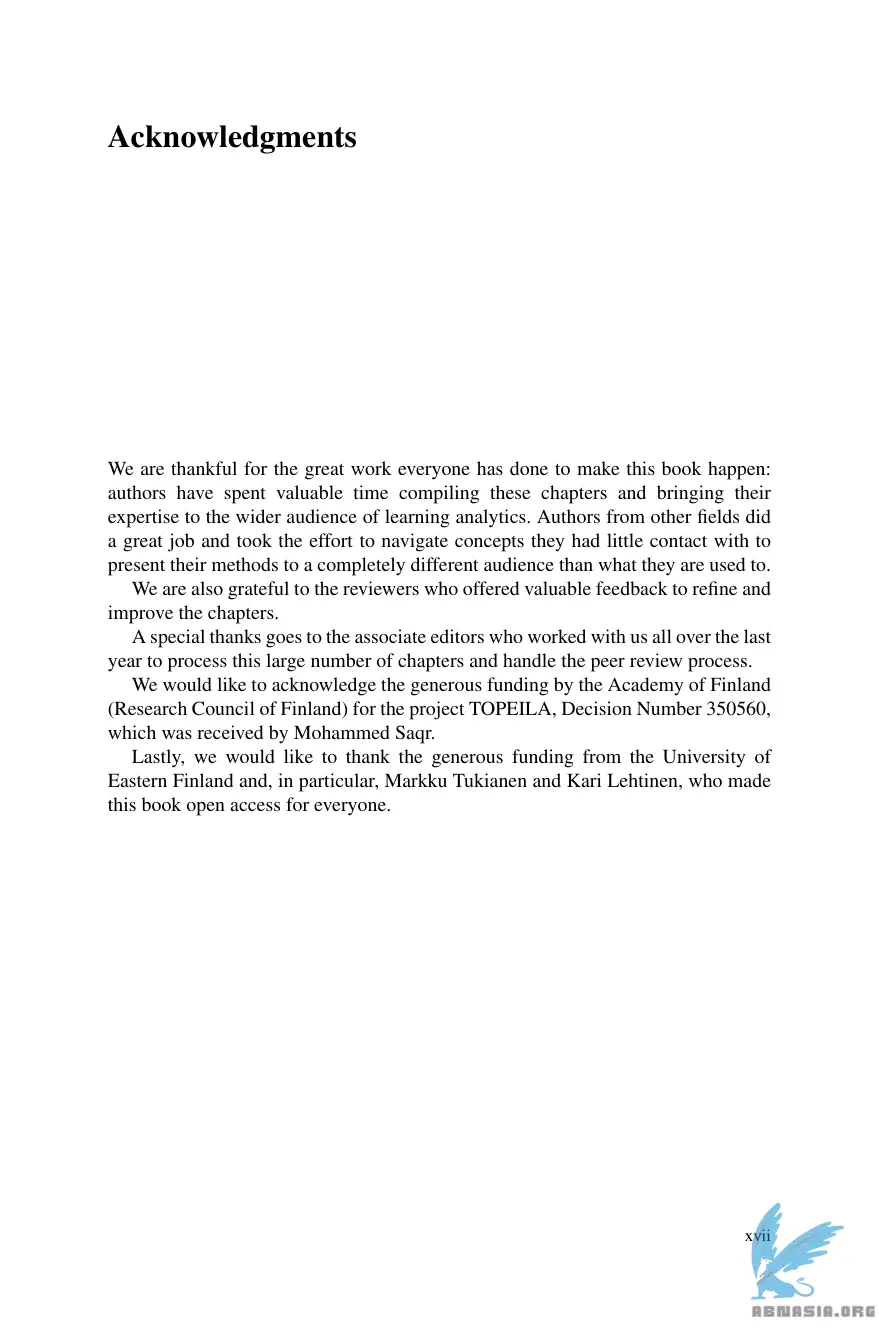 Acknowledgments
We are thankful for the great work everyone has done to make this book happen:
authors have spent valuable time compiling these chapters and bringing their
expertise to the wider audience of learning analytics. Authors from other fields did
a great job and took the effort to navigate concepts they had little contact with to
present their methods to a completely different audience than what they are used to.
We are also grateful to the reviewers who offered valuable feedback to refine and
improve the chapters.
A special thanks goes to the associate editors who worked with us all over the last
year to process this large number of chapters and handle the peer review process.
We would like to acknowledge the generous funding by the Academy of Finland
(Research Council of Finland) for the project TOPEILA, Decision Number 350560,
which was received by Mohammed Saqr.
Lastly, we would like to thank the generous funding from the University of
Eastern Finland and, in particular, Markku Tukianen and Kari Lehtinen, who made
this book open access for everyone.
xvii
ABNASIA.ORG